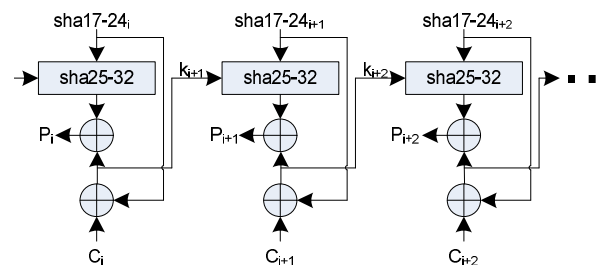 sha17-24i sha17-24i+1 sha17-24i+2
sha25-32 ki+1 sha25-32 ki+2 sha25-32
Pi Pi+1 Pi+2
Ci Ci+1 Ci+2